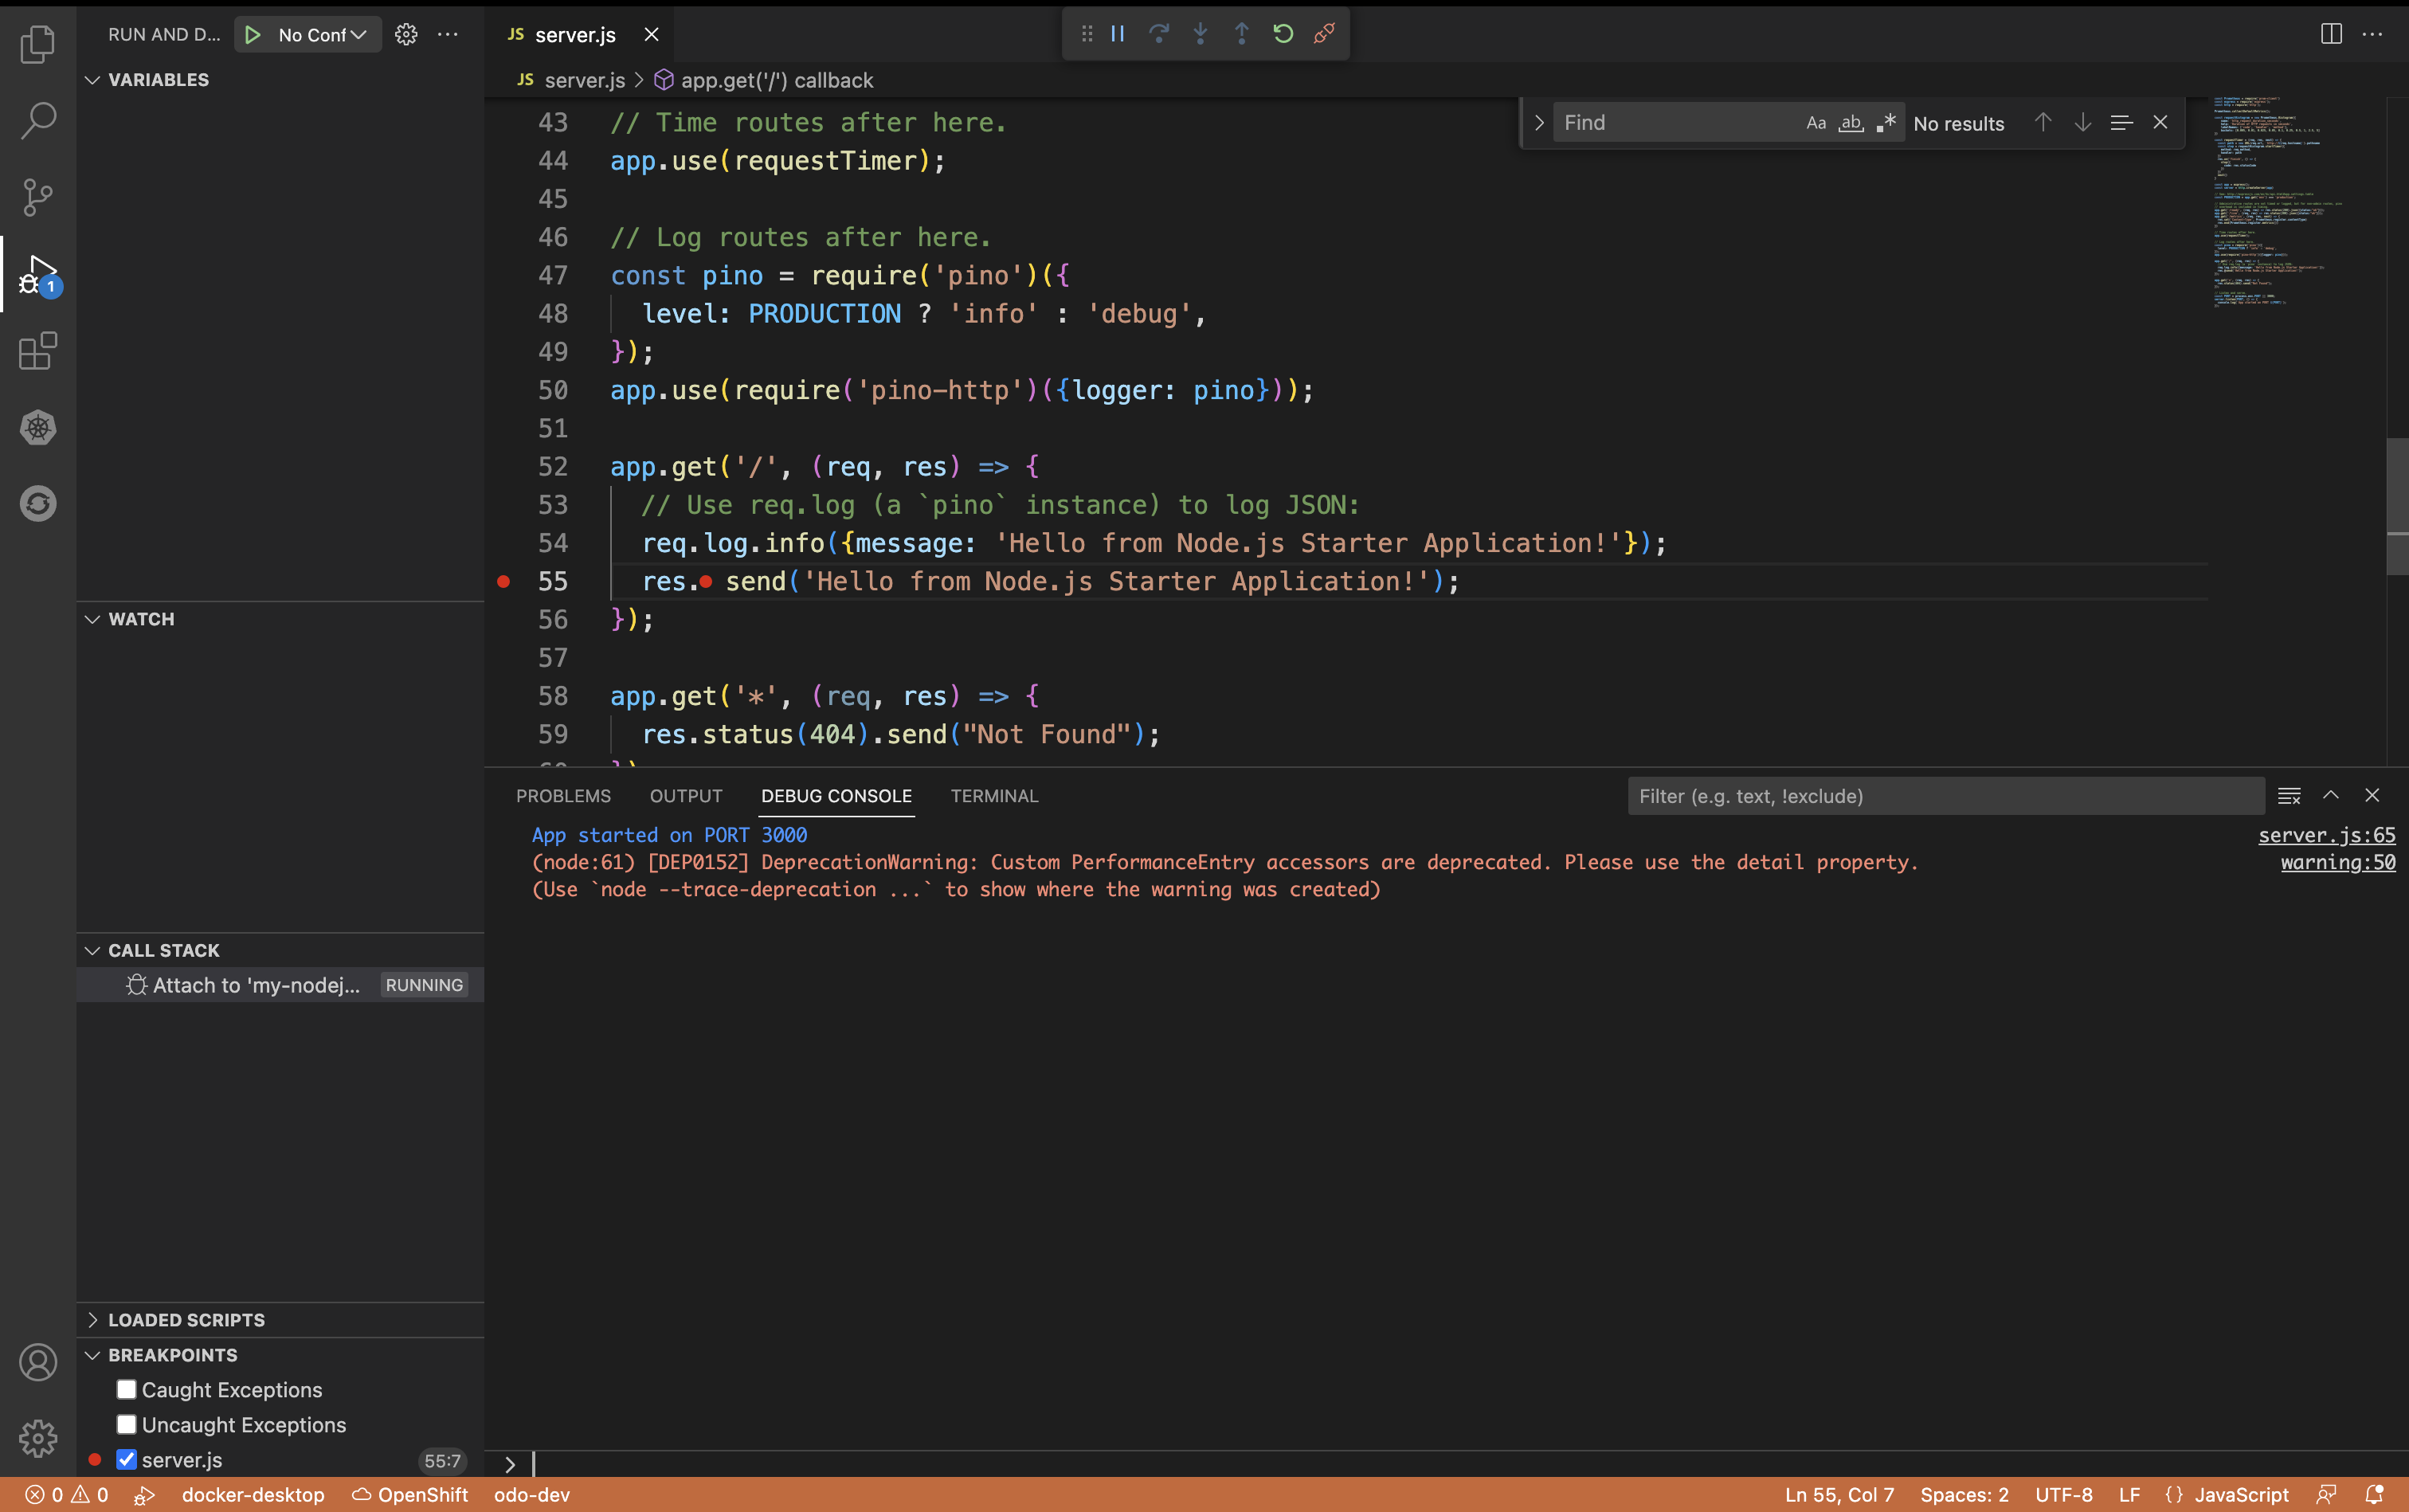 RUN AND D...
No Conf
JS server.js
JS server.js > app.get('/') callback
1
VARIABLES
WATCH
CALL STACK
Attach to 'my-nodej... RUNNING
LOADED SCRIPTS
BREAKPOINTS
Caught Exceptions
Uncaught Exceptions
server.js 55:7
Find Aa ab .* No results
43 // Time routes after here.
44 app.use(requestTimer);
45
46 // Log routes after here.
47 const pino = require('pino')({
48 level: PRODUCTION ? 'info' : 'debug',
49 });
50 app.use(require('pino-http')({logger: pino}));
51
52 app.get('/', (req, res) => {
53 // Use req.log (a `pino` instance) to log JSON:
54 req.log.info({message: 'Hello from Node.js Starter Application!'});
55 res. send('Hello from Node.js Starter Application!');
56 });
57
58 app.get('*', (req, res) => {
59 res.status(404).send("Not Found");
PROBLEMS OUTPUT DEBUG CONSOLE TERMINAL
Filter (e.g. text, !exclude)
App started on PORT 3000 server.js:65
(node:61) [DEP0152] DeprecationWarning: Custom PerformanceEntry accessors are deprecated. Please use the detail property. warning:50
(Use `node --trace-deprecation ...` to show where the warning was created)
>
0 0 docker-desktop OpenShift odo-dev
Ln 55, Col 7 Spaces: 2 UTF-8 LF {} JavaScript